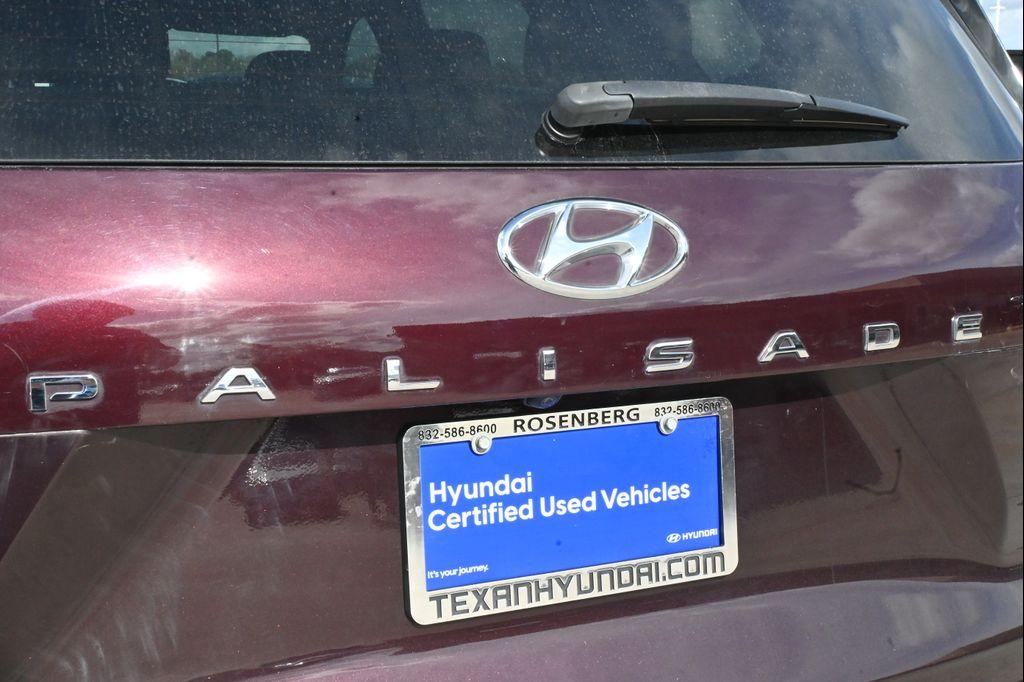 PALISADE
832-586-8600 ROSENBERG 832-586-8600
Hyundai
Certified Used Vehicles
HYUNDAI
It's your journey.
TEXANHYUNDAI.COM